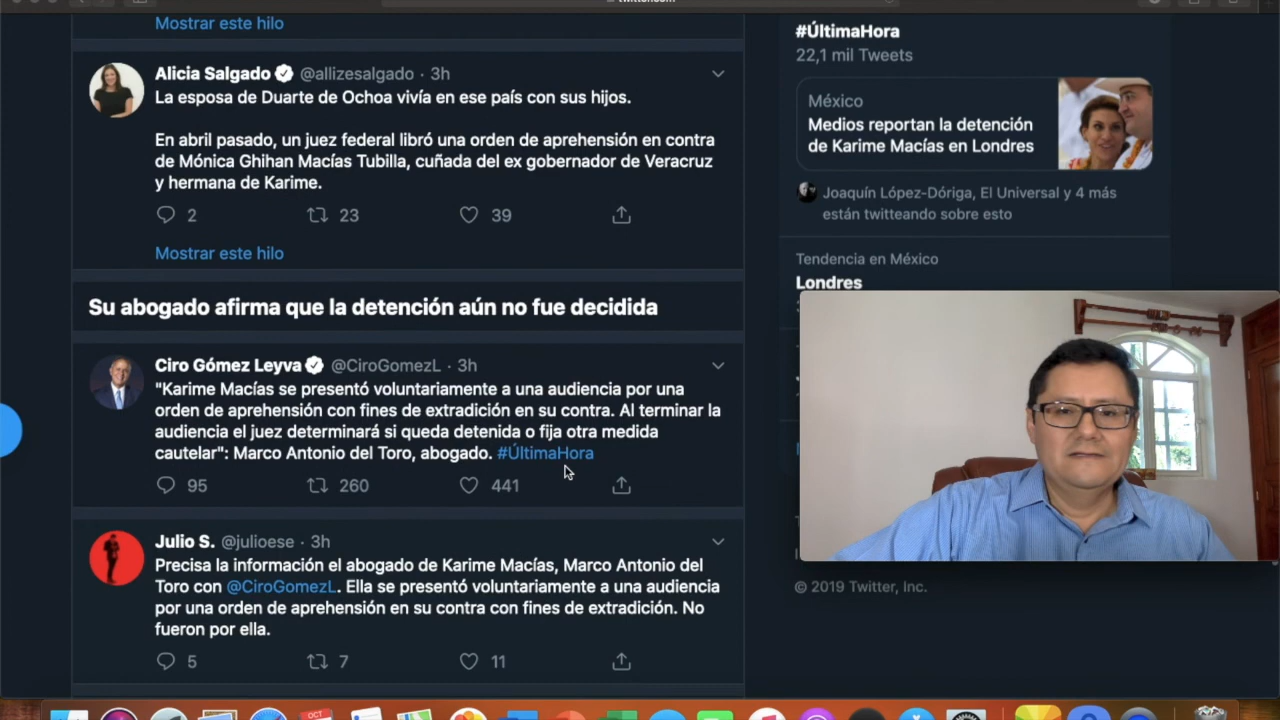 Mostrar este hilo
Alicia Salgado @allizesalgado · 3h
La esposa de Duarte de Ochoa vivía en ese país con sus hijos.
En abril pasado, un juez federal libró una orden de aprehensión en contra
de Mónica Ghihan Macías Tubilla, cuñada del ex gobernador de Veracruz
y hermana de Karime.
2 23 39
Mostrar este hilo
Su abogado afirma que la detención aún no fue decidida
Ciro Gómez Leyva @CiroGomezL · 3h
"Karime Macías se presentó voluntariamente a una audiencia por una
orden de aprehensión con fines de extradición en su contra. Al terminar la
audiencia el juez determinará si queda detenida o fija otra medida
cautelar": Marco Antonio del Toro, abogado. #ÚltimaHora
95 260 441
Julio S. @julioese · 3h
Precisa la información el abogado de Karime Macías, Marco Antonio del
Toro con @CiroGomezL. Ella se presentó voluntariamente a una audiencia
por una orden de aprehensión en su contra con fines de extradición. No
fueron por ella.
5 7 11
#ÚltimaHora
22,1 mil Tweets
México
Medios reportan la detención
de Karime Macías en Londres
Joaquín López-Dóriga, El Universal y 4 más
están twitteando sobre esto
Tendencia en México
Londres
© 2019 Twitter, Inc.
OCT